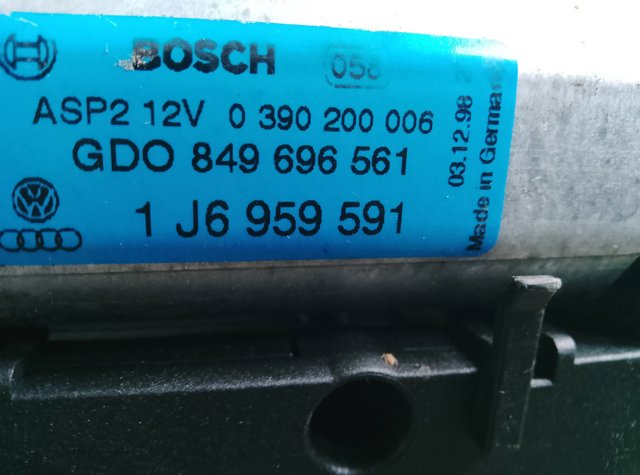 BOSCH 058
ASP2 12V 0 390 200 006
GDO 849 696 561
1 J6 959 591
03.12.98 2
Made in Germany